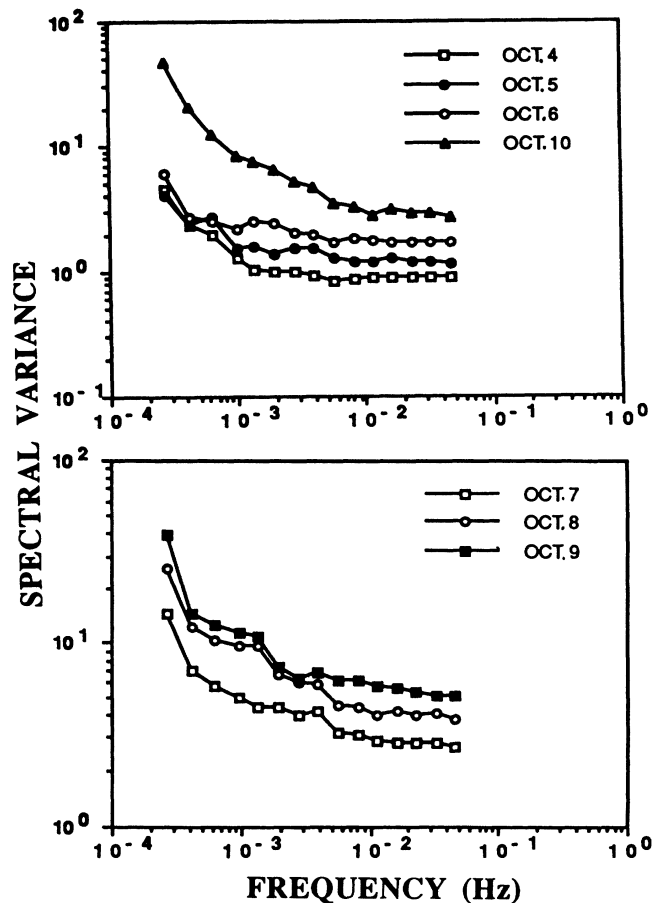 SPECTRAL VARIANCE
10²
10¹
10⁰
10⁻¹
OCT. 4
OCT. 5
OCT. 6
OCT. 10
10⁻⁴ 10⁻³ 10⁻² 10⁻¹ 10⁰
10²
10¹
10⁰
OCT. 7
OCT. 8
OCT. 9
10⁻⁴ 10⁻³ 10⁻² 10⁻¹ 10⁰
FREQUENCY (Hz)